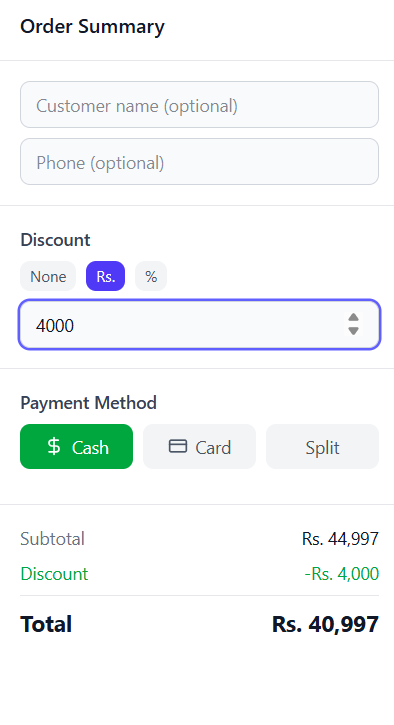 Order Summary
Customer name (optional)
Phone (optional)
Discount
None Rs. %
4000
Payment Method
$ Cash Card Split
Subtotal Rs. 44,997
Discount -Rs. 4,000
Total Rs. 40,997